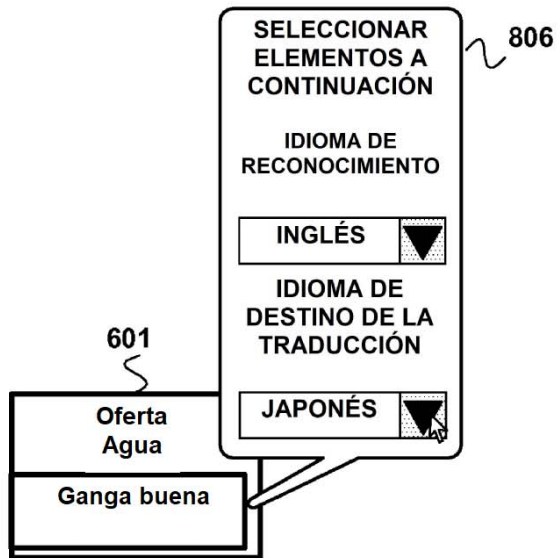 SELECCIONAR
ELEMENTOS A
CONTINUACIÓN
806
IDIOMA DE
RECONOCIMIENTO
INGLÉS
IDIOMA DE
DESTINO DE LA
TRADUCCIÓN
JAPONÉS
601
Oferta
Agua
Ganga buena